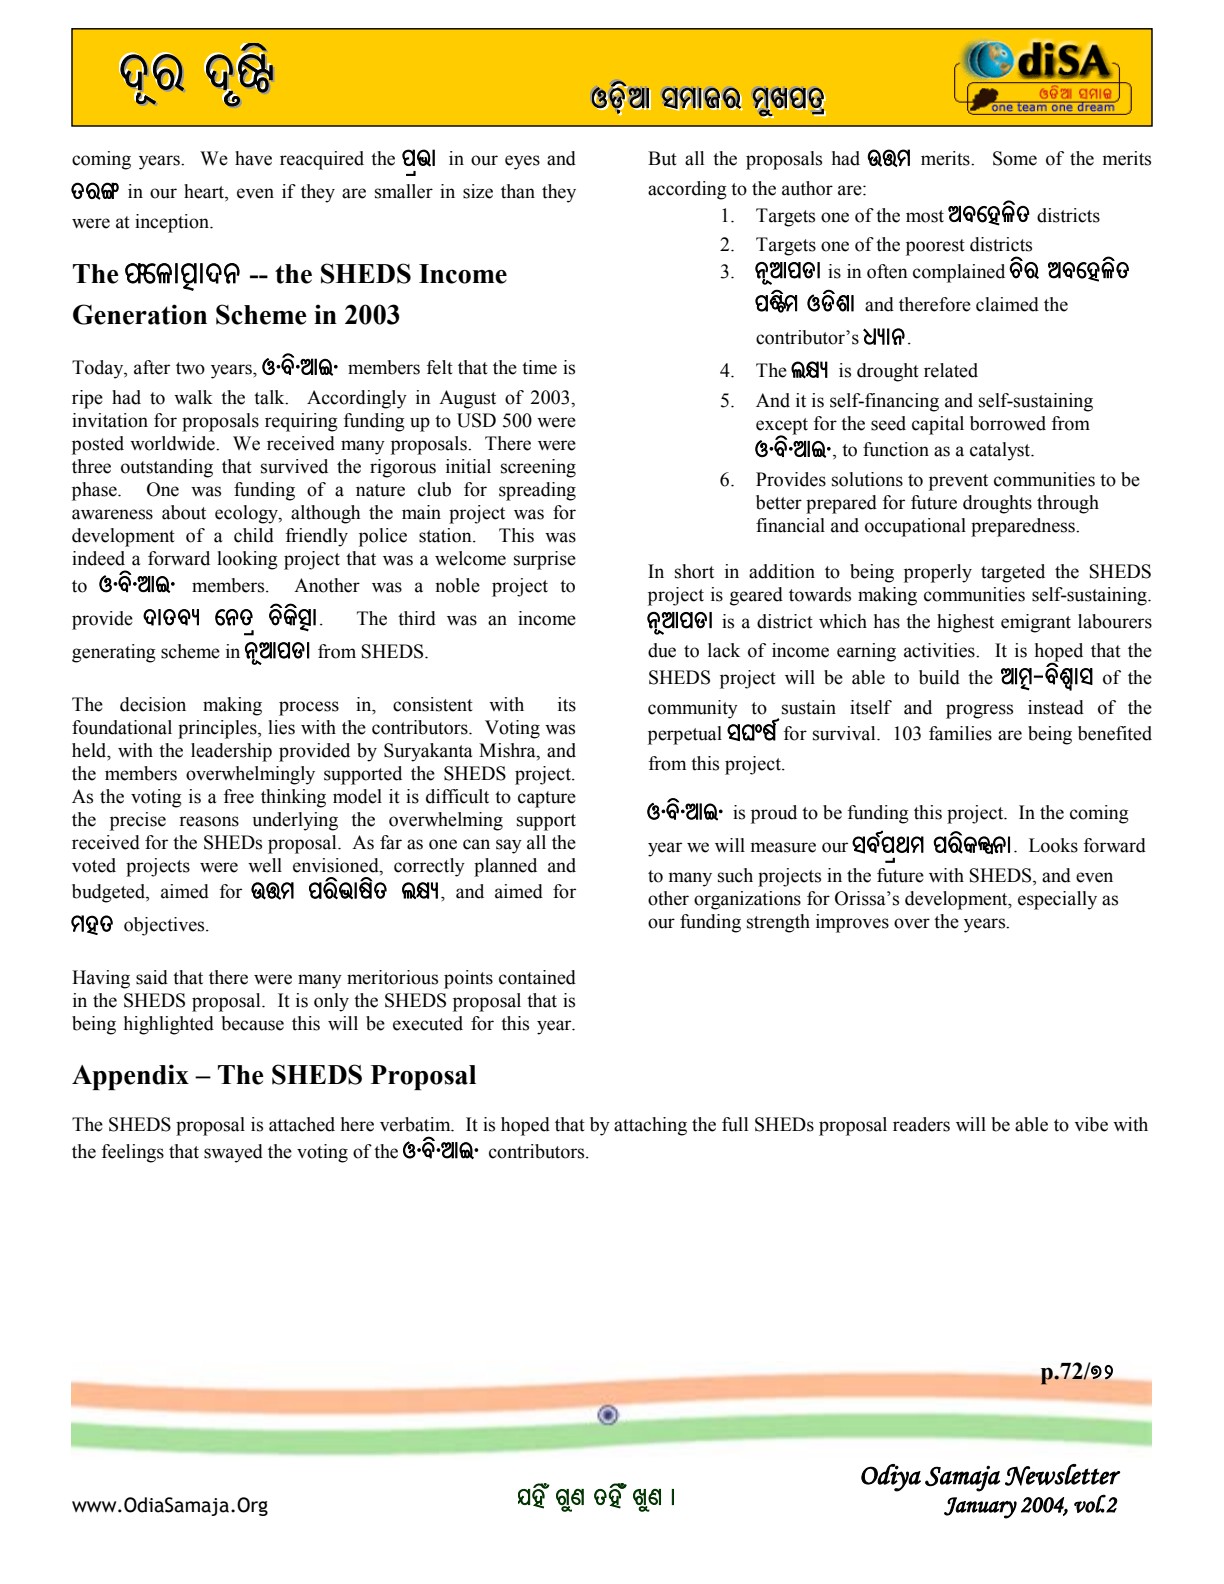 ଦୂର ଦୃଷ୍ଟି
ଓଡ଼ିଆ ସମାଜର ମୁଖପତ୍ର
OdiSA
ଓଡ଼ିଆ ସମାଜ
one team one dream
coming years. We have reacquired the ପ୍ରଭା in our eyes and
ତରଙ୍ଗ in our heart, even if they are smaller in size than they
were at inception.
The ଫଳୋତ୍ପାଦନ -- the SHEDS Income
Generation Scheme in 2003
Today, after two years, ଓ·ବି·ଆଇ· members felt that the time is
ripe had to walk the talk. Accordingly in August of 2003,
invitation for proposals requiring funding up to USD 500 were
posted worldwide. We received many proposals. There were
three outstanding that survived the rigorous initial screening
phase. One was funding of a nature club for spreading
awareness about ecology, although the main project was for
development of a child friendly police station. This was
indeed a forward looking project that was a welcome surprise
to ଓ·ବି·ଆଇ· members. Another was a noble project to
provide ଦାତବ୍ୟ ନେତ୍ର ଚିକିତ୍ସା. The third was an income
generating scheme in ନୂଆପଡା from SHEDS.
The decision making process in, consistent with its
foundational principles, lies with the contributors. Voting was
held, with the leadership provided by Suryakanta Mishra, and
the members overwhelmingly supported the SHEDS project.
As the voting is a free thinking model it is difficult to capture
the precise reasons underlying the overwhelming support
received for the SHEDs proposal. As far as one can say all the
voted projects were well envisioned, correctly planned and
budgeted, aimed for ଉତ୍ତମ ପରିଭାଷିତ ଲକ୍ଷ୍ୟ, and aimed for
ମହତ objectives.
Having said that there were many meritorious points contained
in the SHEDS proposal. It is only the SHEDS proposal that is
being highlighted because this will be executed for this year.
But all the proposals had ଉତ୍ତମ merits. Some of the merits
according to the author are:
1. Targets one of the most ଅବହେଳିତ districts
2. Targets one of the poorest districts
3. ନୂଆପଡା is in often complained ଚିର ଅବହେଳିତ
ପଶ୍ଚିମ ଓଡିଶା and therefore claimed the
contributor’s ଧ୍ୟାନ.
4. The ଲକ୍ଷ୍ୟ is drought related
5. And it is self-financing and self-sustaining
except for the seed capital borrowed from
ଓ·ବି·ଆଇ·, to function as a catalyst.
6. Provides solutions to prevent communities to be
better prepared for future droughts through
financial and occupational preparedness.
In short in addition to being properly targeted the SHEDS
project is geared towards making communities self-sustaining.
ନୂଆପଡା is a district which has the highest emigrant labourers
due to lack of income earning activities. It is hoped that the
SHEDS project will be able to build the ଆତ୍ମ-ବିଶ୍ୱାସ of the
community to sustain itself and progress instead of the
perpetual ସଘଂର୍ଷ for survival. 103 families are being benefited
from this project.
ଓ·ବି·ଆଇ· is proud to be funding this project. In the coming
year we will measure our ସର୍ବପ୍ରଥମ ପରିକଳ୍ପନା. Looks forward
to many such projects in the future with SHEDS, and even
other organizations for Orissa’s development, especially as
our funding strength improves over the years.
Appendix – The SHEDS Proposal
The SHEDS proposal is attached here verbatim. It is hoped that by attaching the full SHEDs proposal readers will be able to vibe with
the feelings that swayed the voting of the ଓ·ବି·ଆଇ· contributors.
p.72/୭୨
www.OdiaSamaja.Org
ଯହିଁ ଗୁଣ ତହିଁ ଖୁଣ ।
Odiya Samaja Newsletter
January 2004, vol.2